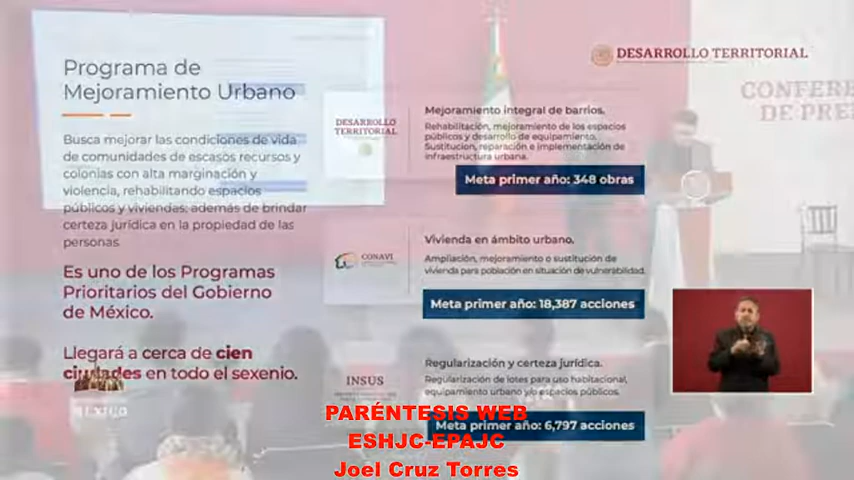 Programa de
Mejoramiento Urbano
Busca mejorar las condiciones de vida
de comunidades de escasos recursos y
colonias con alta marginación y
violencia, rehabilitando espacios
públicos y viviendas; además de brindar
certeza jurídica en la propiedad de las
personas.
Es uno de los Programas
Prioritarios del Gobierno
de México.
Llegará a cerca de cien
ciudades en todo el sexenio.
MÉXICO
DESARROLLO TERRITORIAL
CONFERE
DE PRE
DESARROLLO
TERRITORIAL
Mejoramiento integral de barrios.
Rehabilitación, mejoramiento de los espacios
públicos y desarrollo de equipamiento.
Sustitucion, reparación e implementación de
infraestructura urbana.
Meta primer año: 348 obras
CONAVI
Vivienda en ámbito urbano.
Ampliación, mejoramiento o sustitución de
vivienda para población en situación de vulnerabilidad.
Meta primer año: 18,387 acciones
INSUS
Regularización y certeza jurídica.
Regularización de lotes para uso habitacional,
equipamiento urbano y/o espacios públicos.
Meta primer año: 6,797 acciones
PARÉNTESIS WEB
ESHJC-EPAJC
Joel Cruz Torres